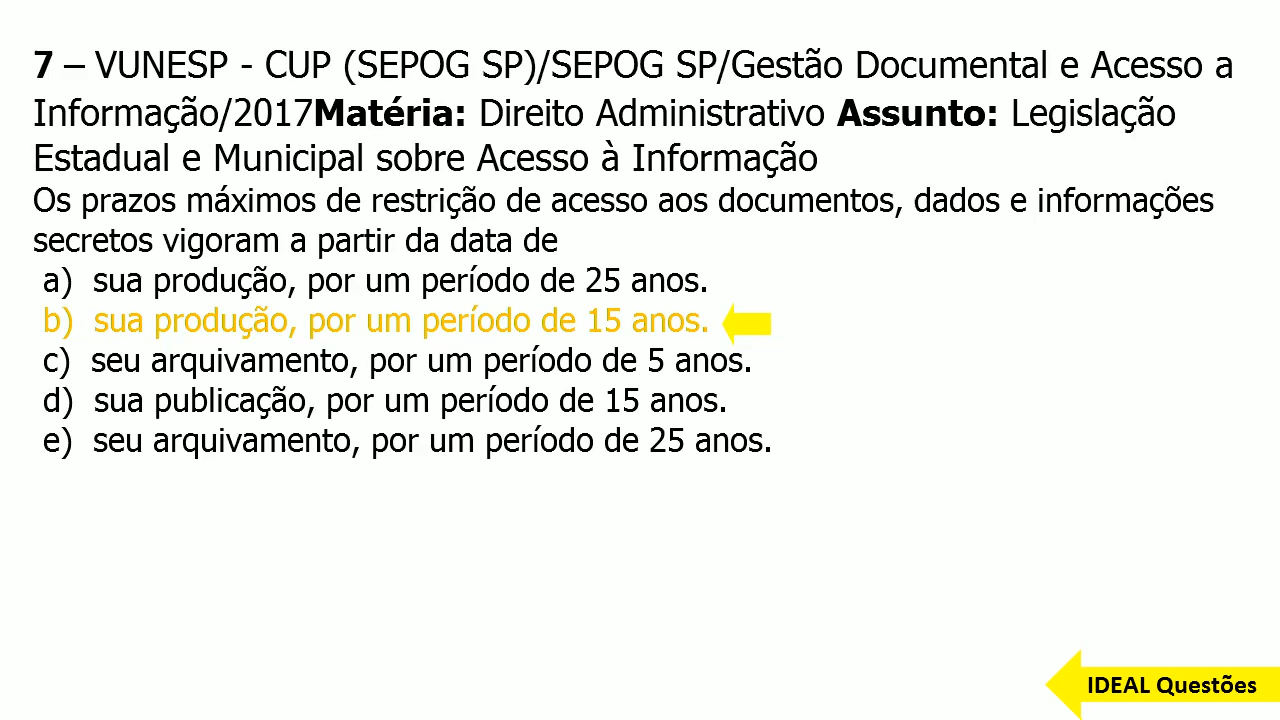 7 – VUNESP - CUP (SEPOG SP)/SEPOG SP/Gestão Documental e Acesso a
Informação/2017Matéria: Direito Administrativo Assunto: Legislação
Estadual e Municipal sobre Acesso à Informação
Os prazos máximos de restrição de acesso aos documentos, dados e informações
secretos vigoram a partir da data de
a) sua produção, por um período de 25 anos.
b) sua produção, por um período de 15 anos.
c) seu arquivamento, por um período de 5 anos.
d) sua publicação, por um período de 15 anos.
e) seu arquivamento, por um período de 25 anos.
IDEAL Questões